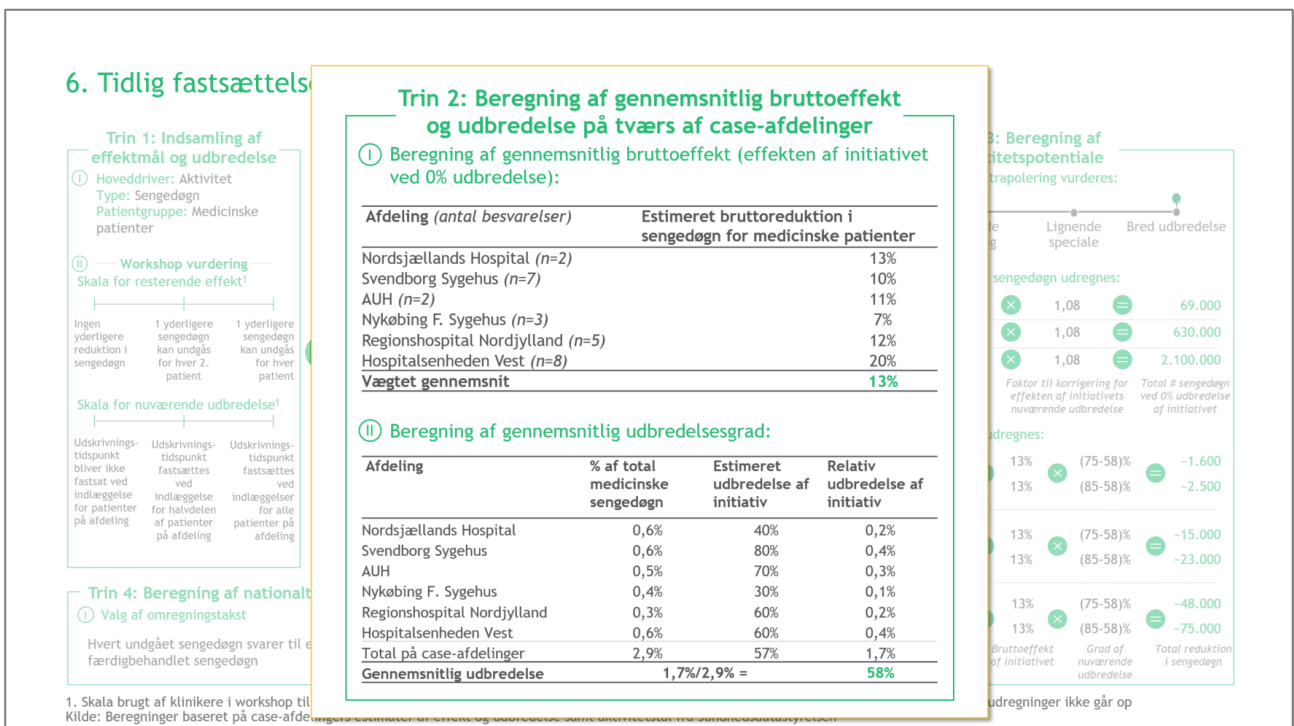 6. Tidlig fastsættelse
Trin 1: Indsamling af
effektmål og udbredelse
I Hoveddriver: Aktivitet
Type: Sengedøgn
Patientgruppe: Medicinske
patienter
II Workshop vurdering
Skala for resterende effekt¹
Ingen yderligere reduktion i sengedøgn
1 yderligere sengedøgn kan undgås for hver 2. patient
1 yderligere sengedøgn kan undgås for hver patient
Skala for nuværende udbredelse¹
Udskrivnings-tidspunkt bliver ikke fastsat ved indlæggelse for patienter på afdeling
Udskrivnings-tidspunkt fastsættes ved indlæggelse for halvdelen af patienter på afdeling
Udskrivnings-tidspunkt fastsættes ved indlæggelser for alle patienter på afdeling
Trin 4: Beregning af nationalt
I Valg af omregningstakst
Hvert undgået sengedøgn svarer til
færdigbehandlet sengedøgn
Trin 2: Beregning af gennemsnitlig bruttoeffekt
og udbredelse på tværs af case-afdelinger
I Beregning af gennemsnitlig bruttoeffekt (effekten af initiativet
ved 0% udbredelse):
Afdeling (antal besvarelser) Estimeret bruttoreduktion i
sengedøgn for medicinske patienter
Nordsjællands Hospital (n=2) 13%
Svendborg Sygehus (n=7) 10%
AUH (n=2) 11%
Nykøbing F. Sygehus (n=3) 7%
Regionshospital Nordjylland (n=5) 12%
Hospitalsenheden Vest (n=8) 20%
Vægtet gennemsnit 13%
II Beregning af gennemsnitlig udbredelsesgrad:
Afdeling % af total Estimeret Relativ
medicinske udbredelse af udbredelse af
sengedøgn initiativ initiativ
Nordsjællands Hospital 0,6% 40% 0,2%
Svendborg Sygehus 0,6% 80% 0,4%
AUH 0,5% 70% 0,3%
Nykøbing F. Sygehus 0,4% 30% 0,1%
Regionshospital Nordjylland 0,3% 60% 0,2%
Hospitalsenheden Vest 0,6% 60% 0,4%
Total på case-afdelinger 2,9% 57% 1,7%
Gennemsnitlig udbredelse 1,7%/2,9% = 58%
3: Beregning af
trapolering vurderes:
Lignende Bred udbredelse
speciale
sengedøgn udregnes:
× 1,08 = 69.000
× 1,08 = 630.000
× 1,08 = 2.100.000
Faktor til korrigering for Total # sengedøgn
effekten af initiativets ved 0% udbredelse
nuværende udbredelse af initiativet
13% (75-58)% ~1.600
× =
13% (85-58)% ~2.500
13% (75-58)% ~15.000
× =
13% (85-58)% ~23.000
13% (75-58)% ~48.000
× =
13% (85-58)% ~75.000
Bruttoeffekt Grad af Total reduktion
af initiativet nuværende i sengedøgn
udbredelse
1. Skala brugt af klinikere i workshop til udregninger ikke går op
Kilde: Beregninger baseret på case-afdelingers estimater af effekt og udbredelse samt aktivitetstal fra Sundhedsdatastyrelsen